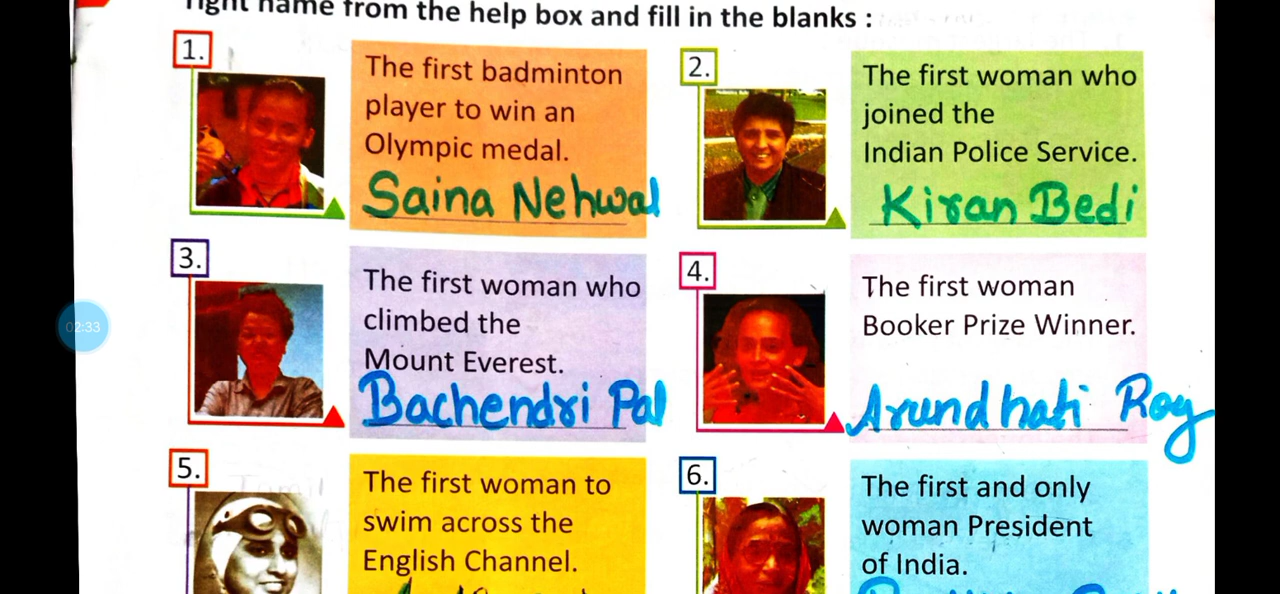 right name from the help box and fill in the blanks :
1.
The first badminton
player to win an
Olympic medal.
Saina Nehwal
2.
The first woman who
joined the
Indian Police Service.
Kiran Bedi
3.
The first woman who
climbed the
Mount Everest.
Bachendri Pal
4.
The first woman
Booker Prize Winner.
Arundhati Roy
5.
The first woman to
swim across the
English Channel.
6.
The first and only
woman President
of India.
02:33